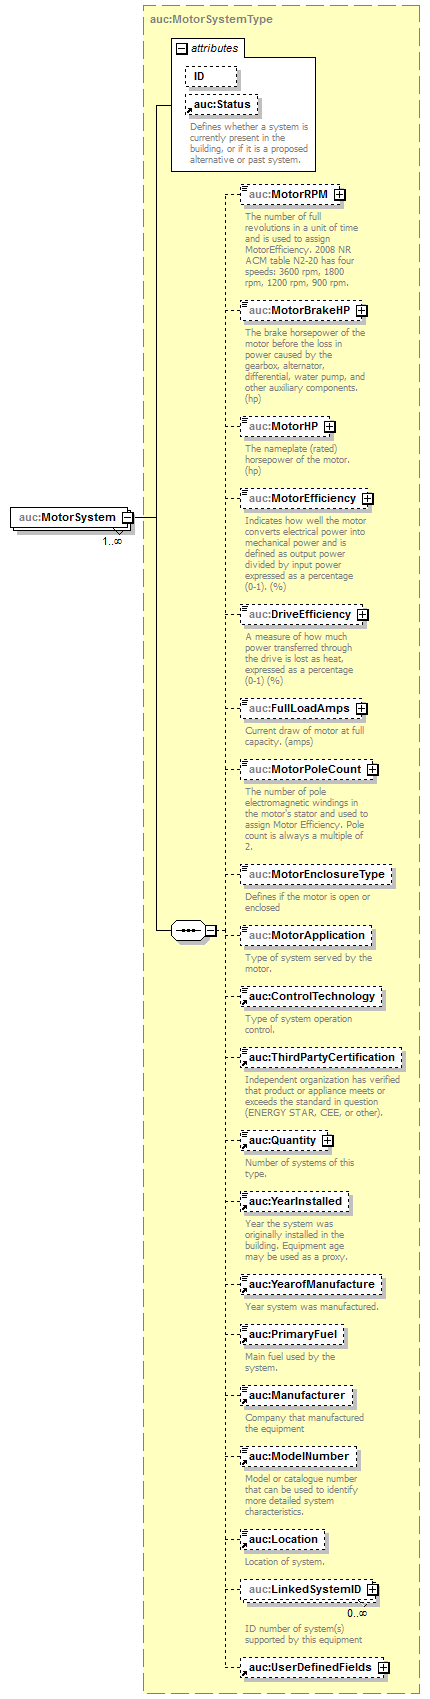 auc:MotorSystemType
attributes
ID
auc:Status
Defines whether a system is
currently present in the
building, or if it is a proposed
alternative or past system.
auc:MotorRPM
The number of full
revolutions in a unit of time
and is used to assign
MotorEfficiency. 2008 NR
ACM table N2-20 has four
speeds: 3600 rpm, 1800
rpm, 1200 rpm, 900 rpm.
auc:MotorBrakeHP
The brake horsepower of the
motor before the loss in
power caused by the
gearbox, alternator,
differential, water pump, and
other auxiliary components.
(hp)
auc:MotorHP
The nameplate (rated)
horsepower of the motor.
(hp)
auc:MotorEfficiency
Indicates how well the motor
converts electrical power into
mechanical power and is
defined as output power
divided by input power
expressed as a percentage
(0-1). (%)
auc:MotorSystem
1..∞
auc:DriveEfficiency
A measure of how much
power transferred through
the drive is lost as heat,
expressed as a percentage
(0-1) (%)
auc:FullLoadAmps
Current draw of motor at full
capacity. (amps)
auc:MotorPoleCount
The number of pole
electromagnetic windings in
the motor's stator and used to
assign Motor Efficiency. Pole
count is always a multiple of
2.
auc:MotorEnclosureType
Defines if the motor is open or
enclosed
auc:MotorApplication
Type of system served by the
motor.
auc:ControlTechnology
Type of system operation
control.
auc:ThirdPartyCertification
Independent organization has verified
that product or appliance meets or
exceeds the standard in question
(ENERGY STAR, CEE, or other).
auc:Quantity
Number of systems of this
type.
auc:YearInstalled
Year the system was
originally installed in the
building. Equipment age
may be used as a proxy.
auc:YearofManufacture
Year system was manufactured.
auc:PrimaryFuel
Main fuel used by the
system.
auc:Manufacturer
Company that manufactured
the equipment
auc:ModelNumber
Model or catalogue number
that can be used to identify
more detailed system
characteristics.
auc:Location
Location of system.
auc:LinkedSystemID
0..∞
ID number of system(s)
supported by this equipment
auc:UserDefinedFields